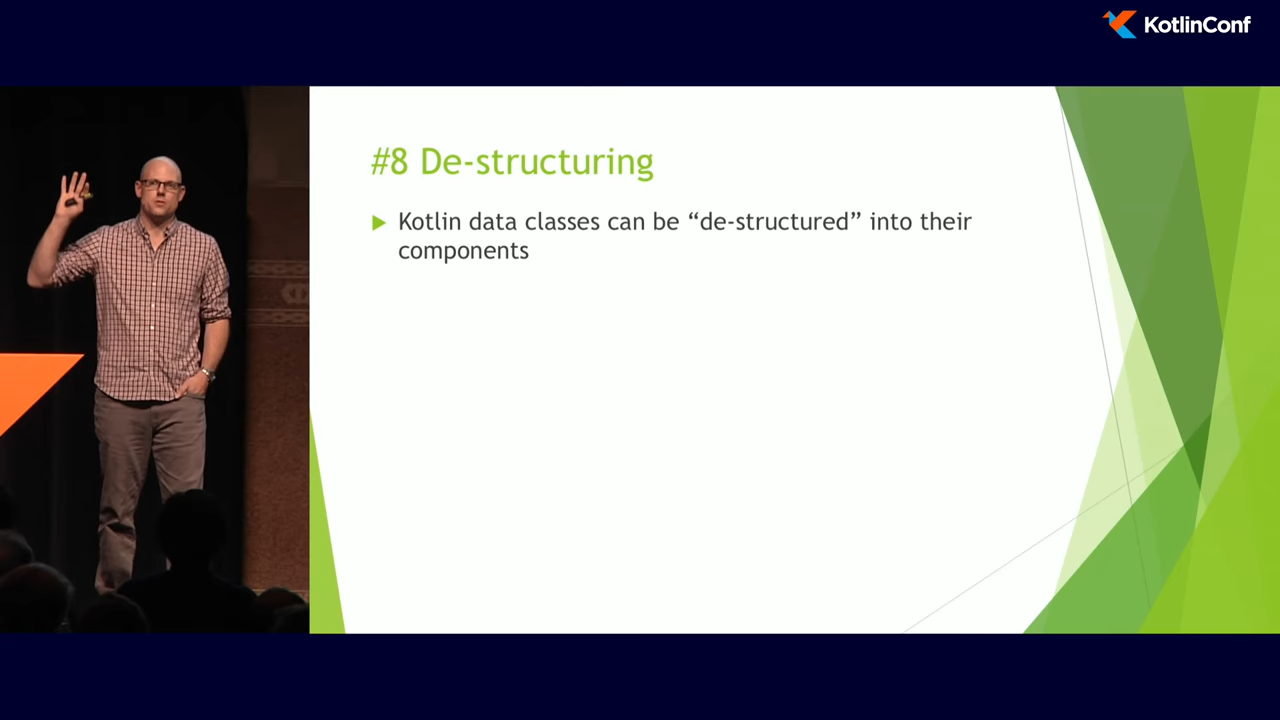 KotlinConf
#8 De-structuring
Kotlin data classes can be “de-structured” into their
components